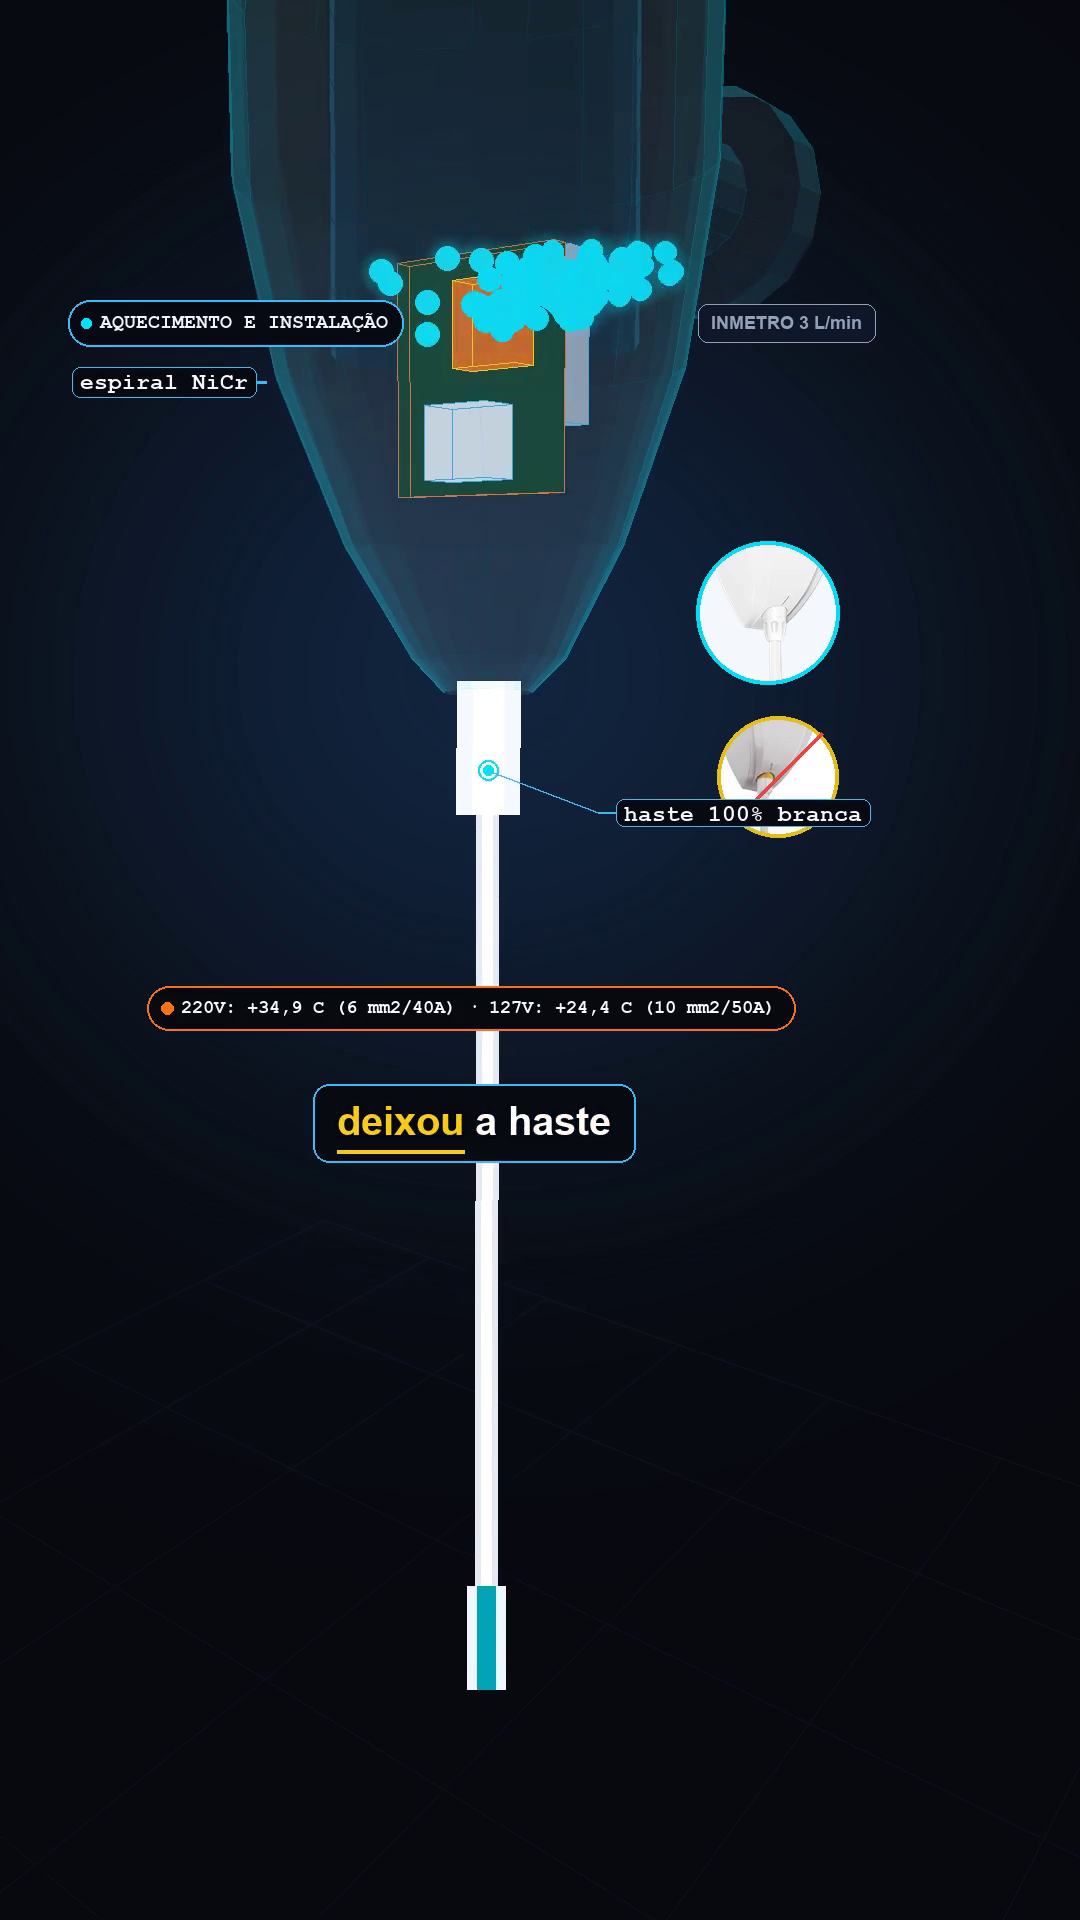 AQUECIMENTO E INSTALAÇÃO
INMETRO 3 L/min
espiral NiCr
haste 100% branca
220V: +34,9 C (6 mm2/40A) · 127V: +24,4 C (10 mm2/50A)
deixou a haste